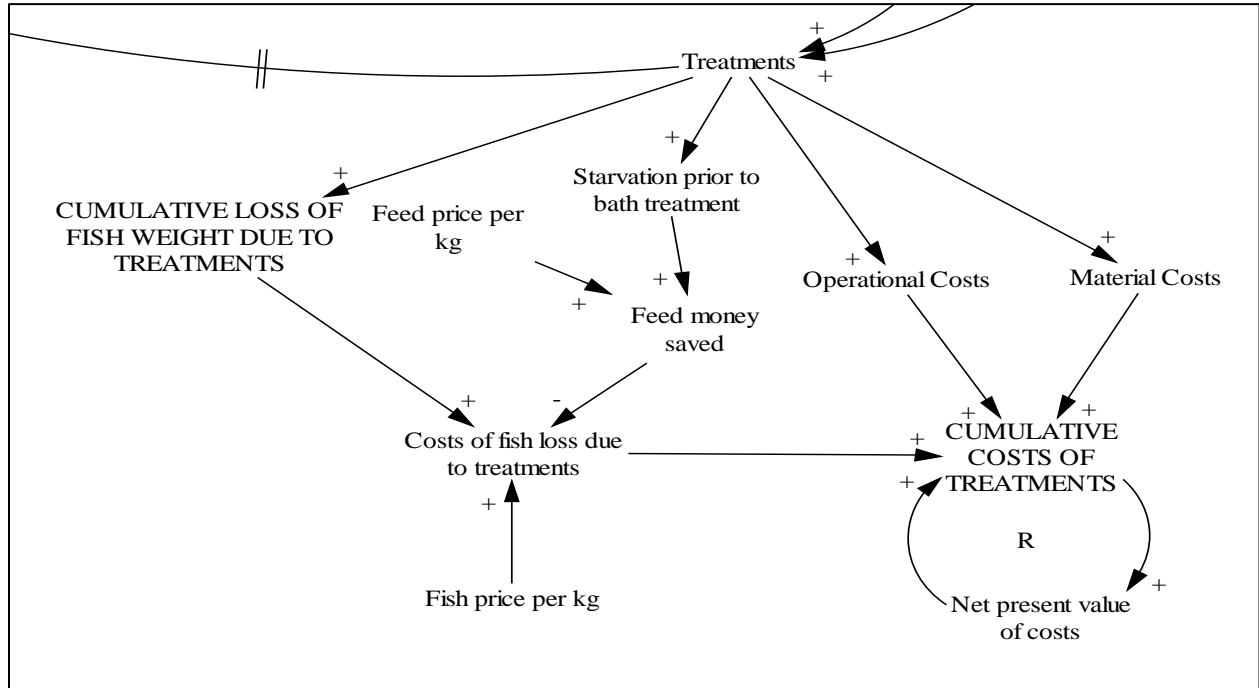 +
Treatments
+
+
+
Starvation prior to
bath treatment
CUMULATIVE LOSS OF
FISH WEIGHT DUE TO
TREATMENTS
Feed price per
kg
+
+
Operational Costs
+
Material Costs
+
+
Feed money
saved
+
-
Costs of fish loss due
to treatments
+
+
+
CUMULATIVE
COSTS OF
TREATMENTS
+
+
+
Fish price per kg
R
+
Net present value
of costs